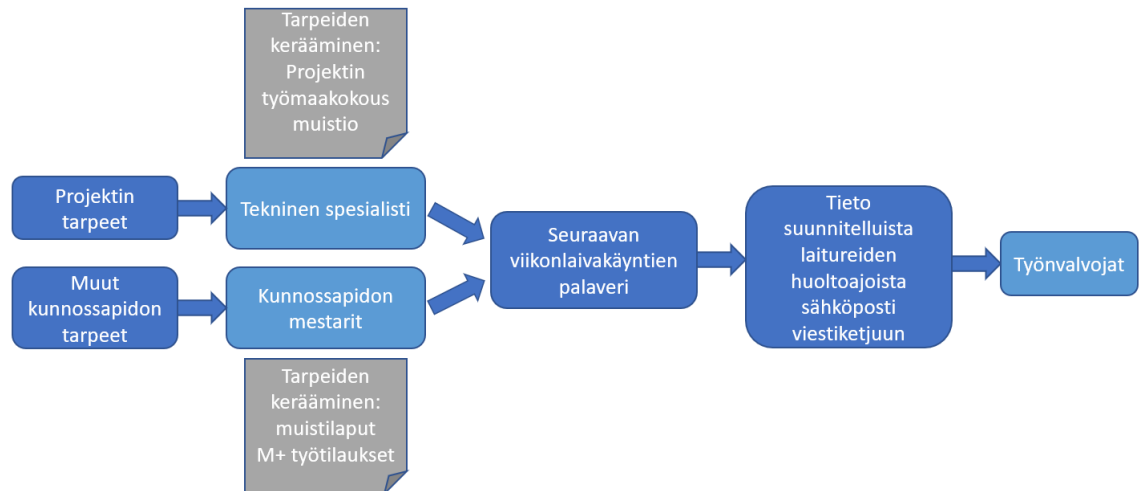 Tarpeiden
kerääminen:
Projektin
työmaakokous
muistio
Projektin
tarpeet
Tekninen spesialisti
Muut
kunnossapidon
tarpeet
Kunnossapidon
mestarit
Tarpeiden
kerääminen:
muistilaput
M+ työtilaukset
Seuraavan
viikonlaivakäyntien
palaveri
Tieto
suunnitelluista
laitureiden
huoltoajoista
sähköposti
viestiketjuun
Työnvalvojat